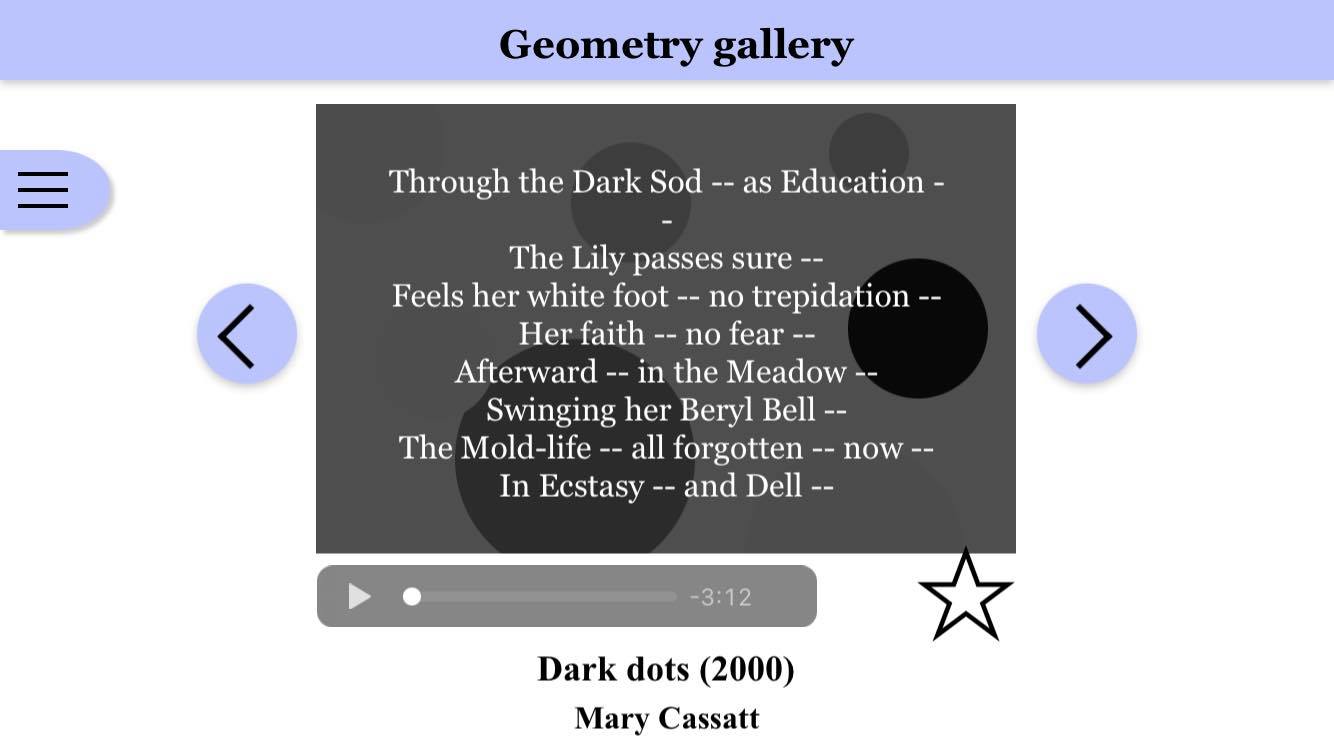 Geometry gallery
Through the Dark Sod -- as Education -
-
The Lily passes sure --
Feels her white foot -- no trepidation --
Her faith -- no fear --
Afterward -- in the Meadow --
Swinging her Beryl Bell --
The Mold-life -- all forgotten -- now --
In Ecstasy -- and Dell --
-3:12
Dark dots (2000)
Mary Cassatt